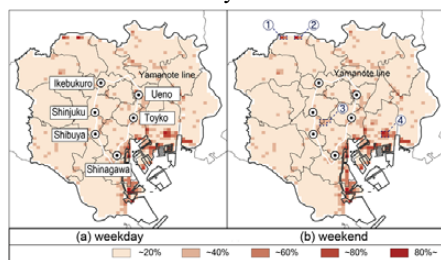 ① ②
Yamanote line
Ikebukuro
Ueno
Shinjuku
Toyko
Shibuya
Shinagawa
Yamanote line
③
④
(a) weekday
(b) weekend
~20%
~40%
~60%
~80%
80%~